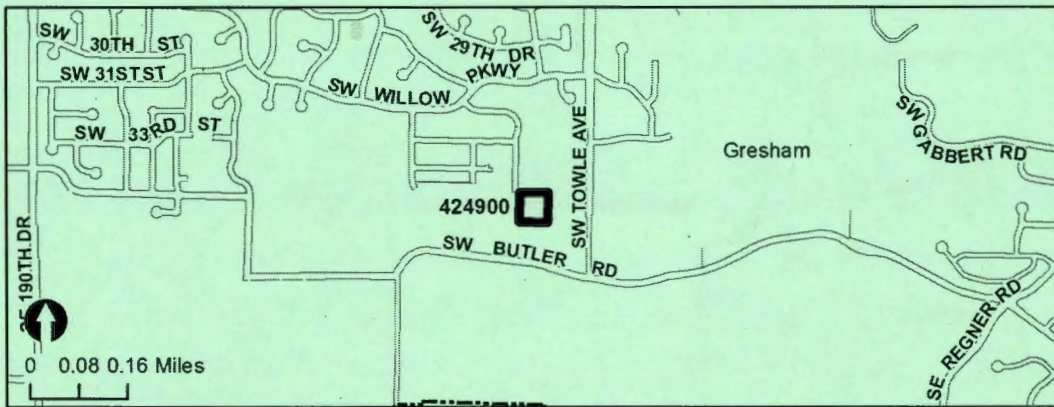 SW 30TH ST
SW 31ST ST
SW 33RD ST
SW 29TH DR
SW WILLOW PKWY
SW TOWLE AVE
Gresham
SW GABBERT RD
424900
SW BUTLER RD
SE 190TH DR
SE REGNER RD
0 0.08 0.16 Miles